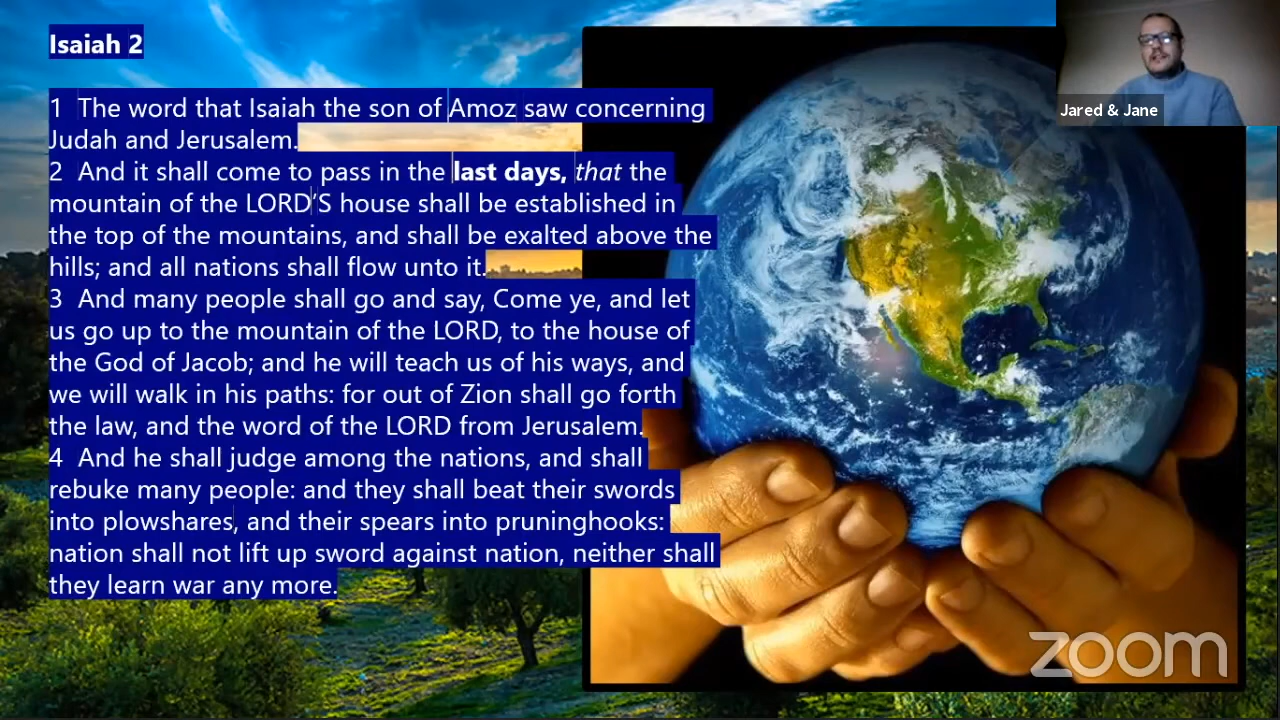 Isaiah 2
1 The word that Isaiah the son of Amoz saw concerning
Judah and Jerusalem.
2 And it shall come to pass in the last days, that the
mountain of the LORD'S house shall be established in
the top of the mountains, and shall be exalted above the
hills; and all nations shall flow unto it.
3 And many people shall go and say, Come ye, and let
us go up to the mountain of the LORD, to the house of
the God of Jacob; and he will teach us of his ways, and
we will walk in his paths: for out of Zion shall go forth
the law, and the word of the LORD from Jerusalem.
4 And he shall judge among the nations, and shall
rebuke many people: and they shall beat their swords
into plowshares, and their spears into pruninghooks:
nation shall not lift up sword against nation, neither shall
they learn war any more.
Jared & Jane
zoom